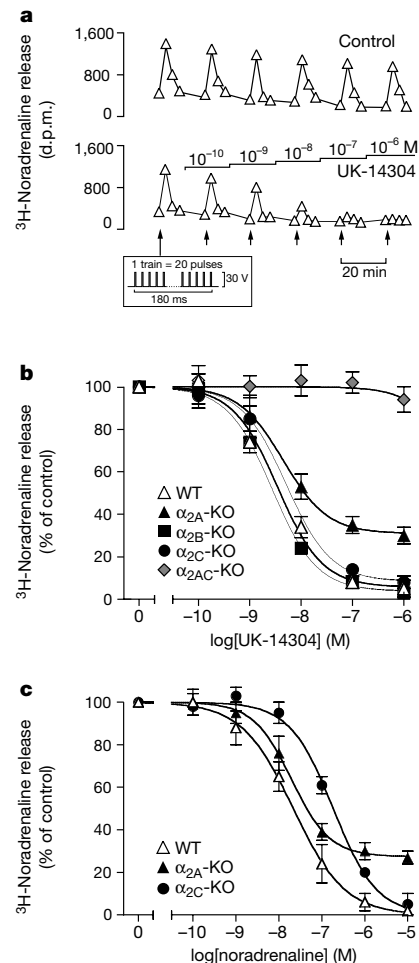 a
³H-Noradrenaline release
(d.p.m.)
1,600
800
0
Control
1,600
800
0
10⁻¹⁰ 10⁻⁹ 10⁻⁸ 10⁻⁷ 10⁻⁶ M
UK-14304
1 train = 20 pulses
30 V
180 ms
20 min
b
³H-Noradrenaline release
(% of control)
100
80
60
40
20
0
WT
α2A-KO
α2B-KO
α2C-KO
α2AC-KO
0 −10 −9 −8 −7 −6
log[UK-14304] (M)
c
³H-Noradrenaline release
(% of control)
100
80
60
40
20
0
WT
α2A-KO
α2C-KO
0 −10 −9 −8 −7 −6 −5
log[noradrenaline] (M)